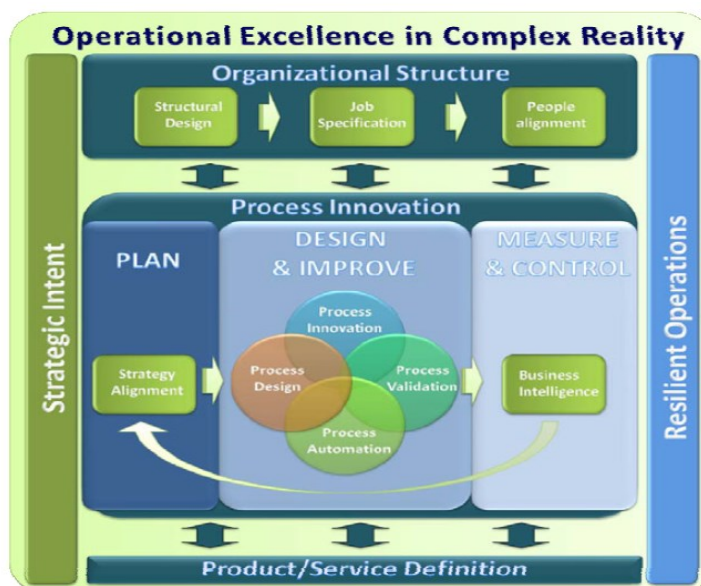 Operational Excellence in Complex Reality
Strategic Intent
Organizational Structure
Structural
Design
Job
Specification
People
alignment
Process Innovation
PLAN
Strategy
Alignment
DESIGN
& IMPROVE
Process
Innovation
Process
Design
Process
Validation
Process
Automation
MEASURE
& CONTROL
Business
Intelligence
Product/Service Definition
Resilient Operations